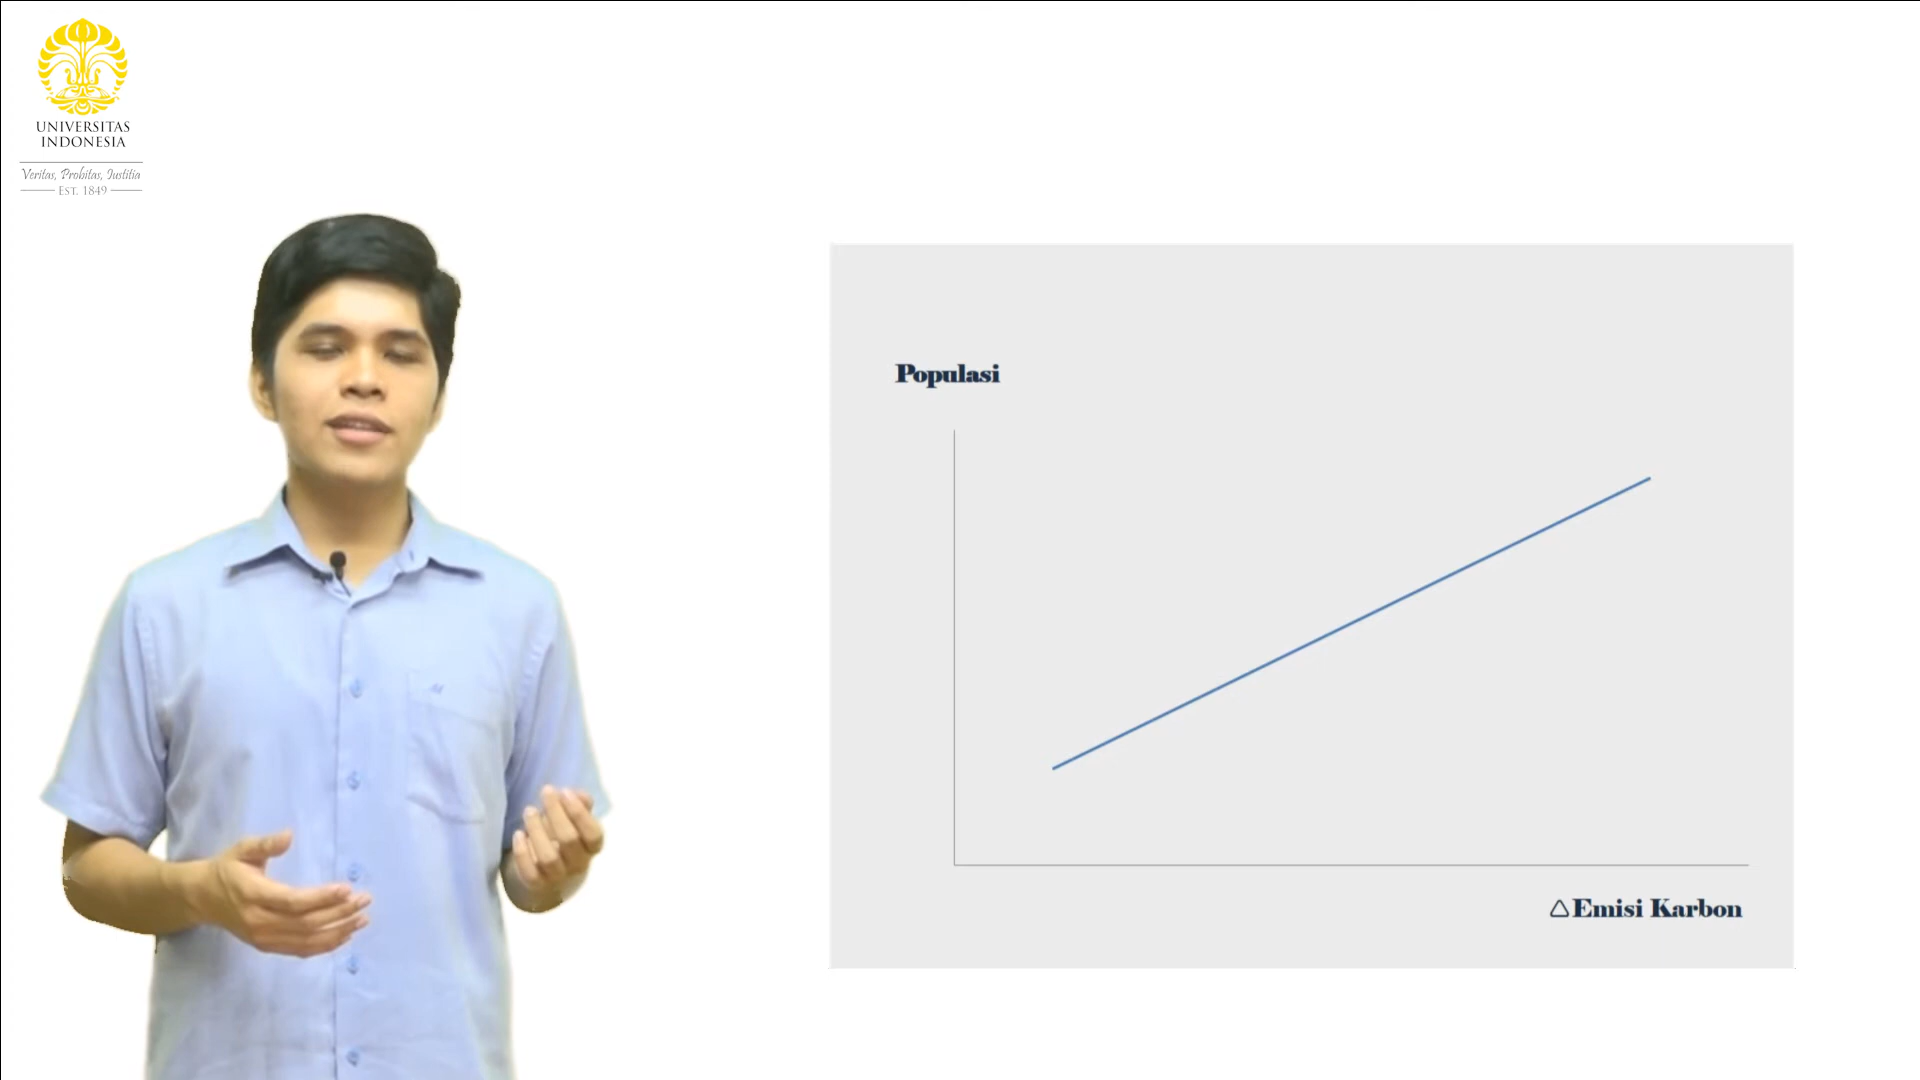 UNIVERSITAS
INDONESIA
Veritas, Probitas, Iustitia
EST. 1849
Populasi
△Emisi Karbon